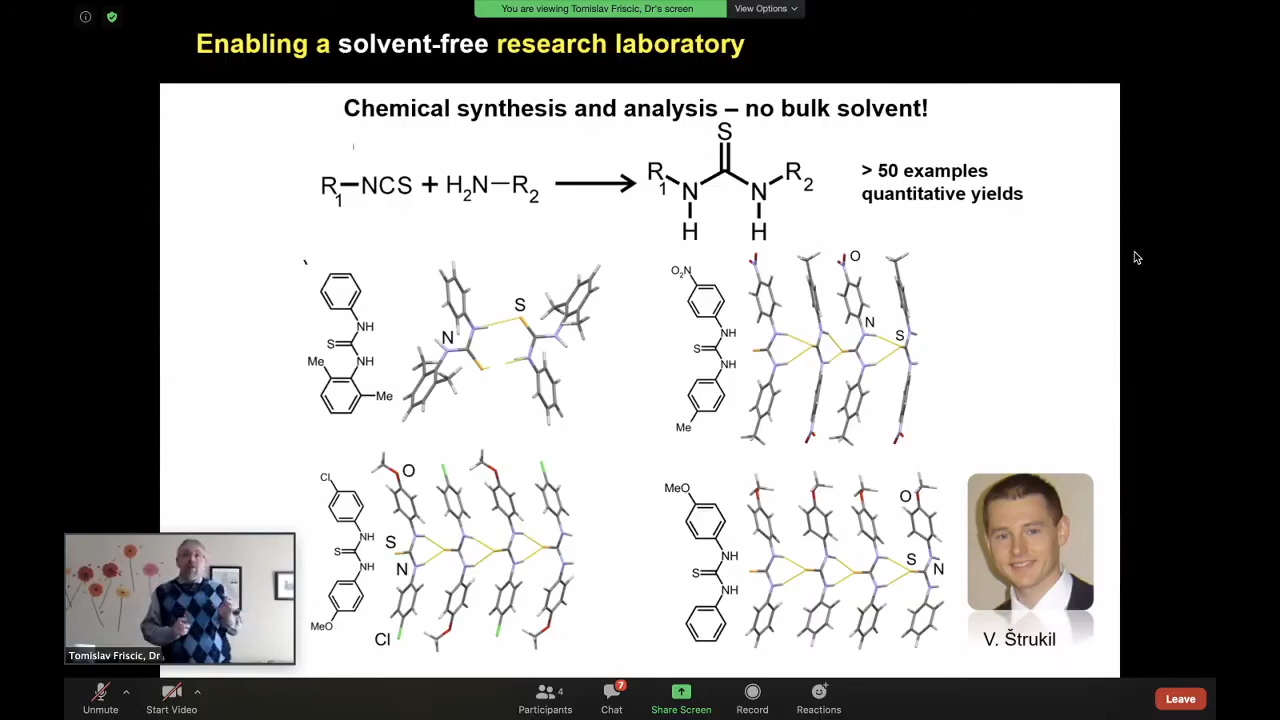 You are viewing Tomislav Friscic, Dr's screen
View Options
Enabling a solvent-free research laboratory
Chemical synthesis and analysis – no bulk solvent!
R1—NCS + H2N—R2
S
R1 N N R2
H H
> 50 examples
quantitative yields
NH
S
NH
Me
Me
N
S
O2N
NH
S
NH
Me
O
N
S
Cl
NH
S
NH
MeO
O
S
N
Cl
MeO
NH
S
NH
O
S
N
V. Štrukil
Tomislav Friscic, Dr
Unmute
Start Video
4
Participants
7
Chat
Share Screen
Record
Reactions
Leave